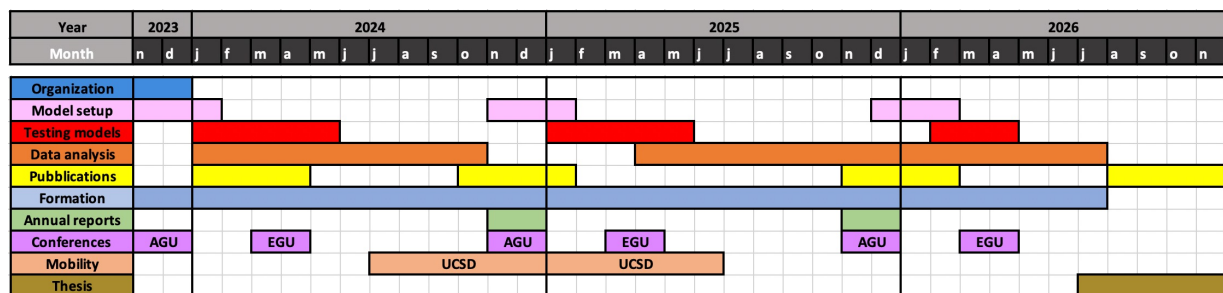 Year 2023 2024 2025 2026
Month n d j f m a m j j a s o n d j f m a m j j a s o n d j f m a m j j a s o n
Organization
Model setup
Testing models
Data analysis
Pubblications
Formation
Annual reports
Conferences AGU EGU AGU EGU AGU EGU
Mobility UCSD UCSD
Thesis